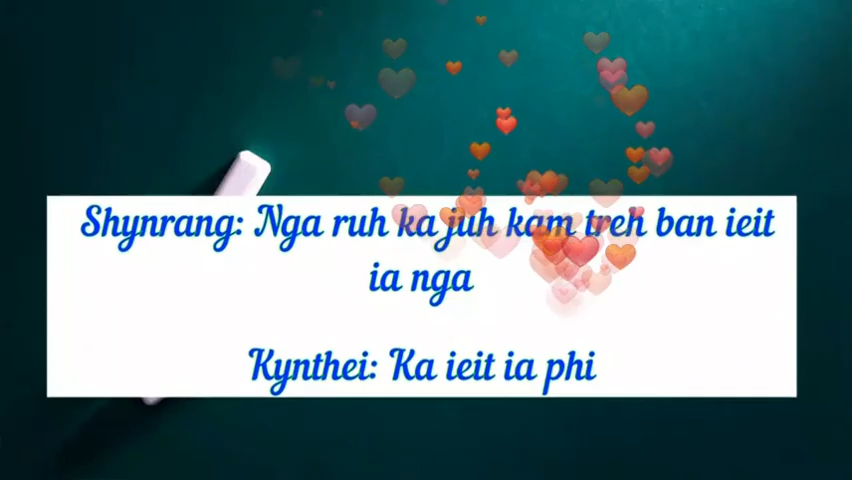 Shynrang: Nga ruh ka juh kam treh ban ieit
ia nga
Kynthei: Ka ieit ia phi